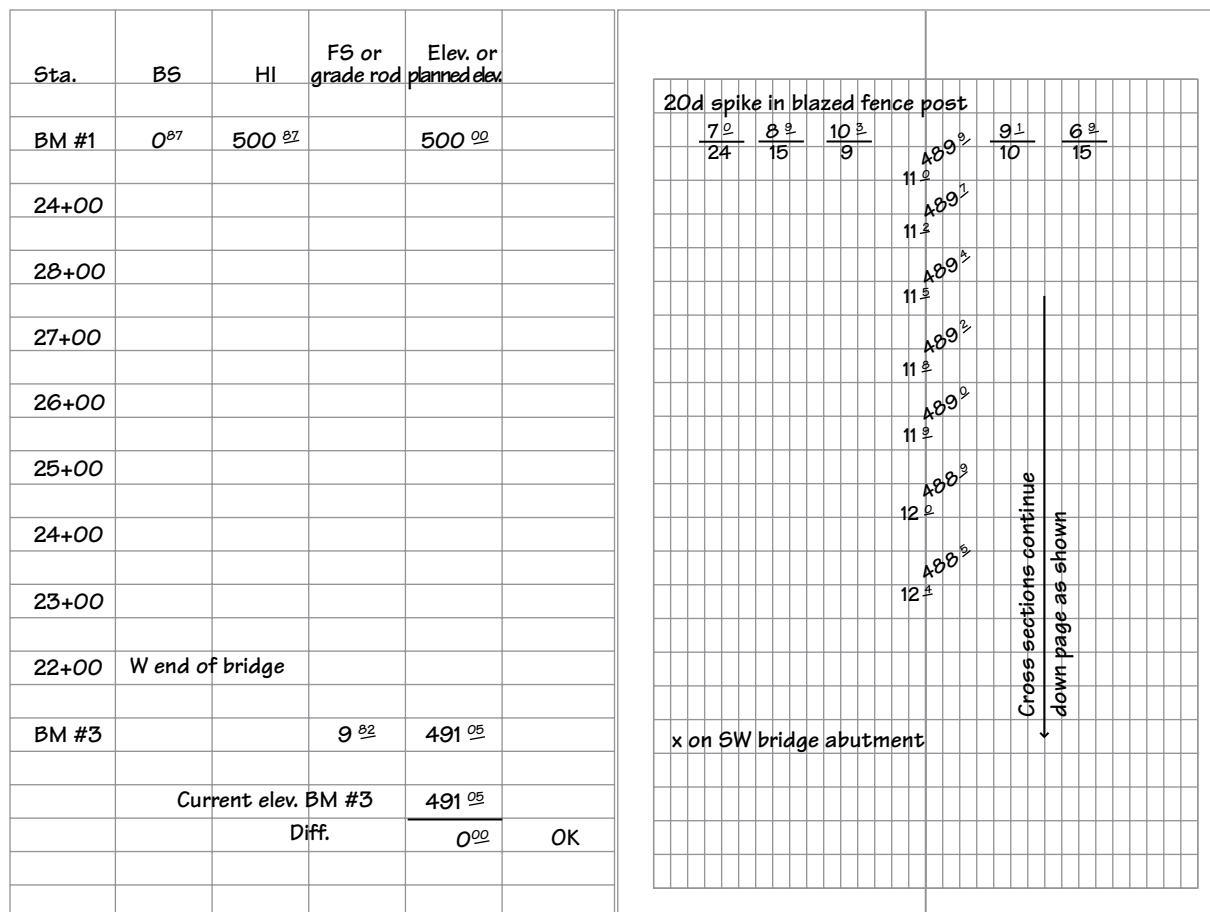 Sta. BS HI FS or grade rod Elev. or planned elev.
BM #1 0 87 500 87 500 00
24+00
28+00
27+00
26+00
25+00
24+00
23+00
22+00 W end of bridge
BM #3 9 82 491 05
Current elev. BM #3 491 05
Diff. 0 00 OK
20d spike in blazed fence post
7 0 8 9 10 3 489 9 9 1 6 9
24 15 9 11 0 10 15
489 7
11 2
489 4
11 5
489 2
11 8
489 0
11 9
488 9
12 0
488 5
12 4
Cross sections continue
down page as shown
x on SW bridge abutment